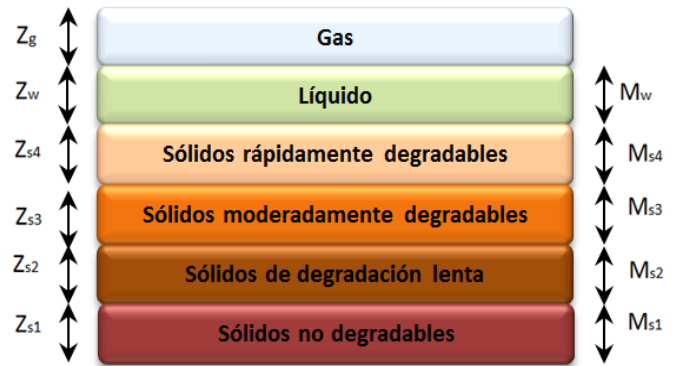 Zg Gas
Zw Líquido Mw
Zs4 Sólidos rápidamente degradables Ms4
Zs3 Sólidos moderadamente degradables Ms3
Zs2 Sólidos de degradación lenta Ms2
Zs1 Sólidos no degradables Ms1